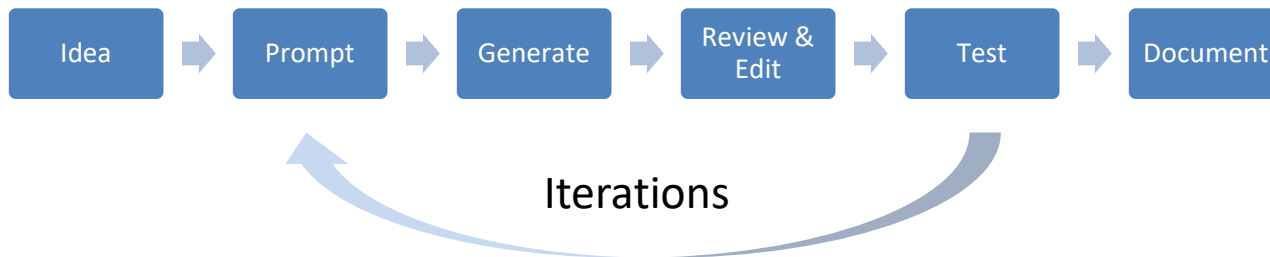 Idea
Prompt
Generate
Review &
Edit
Test
Document
Iterations